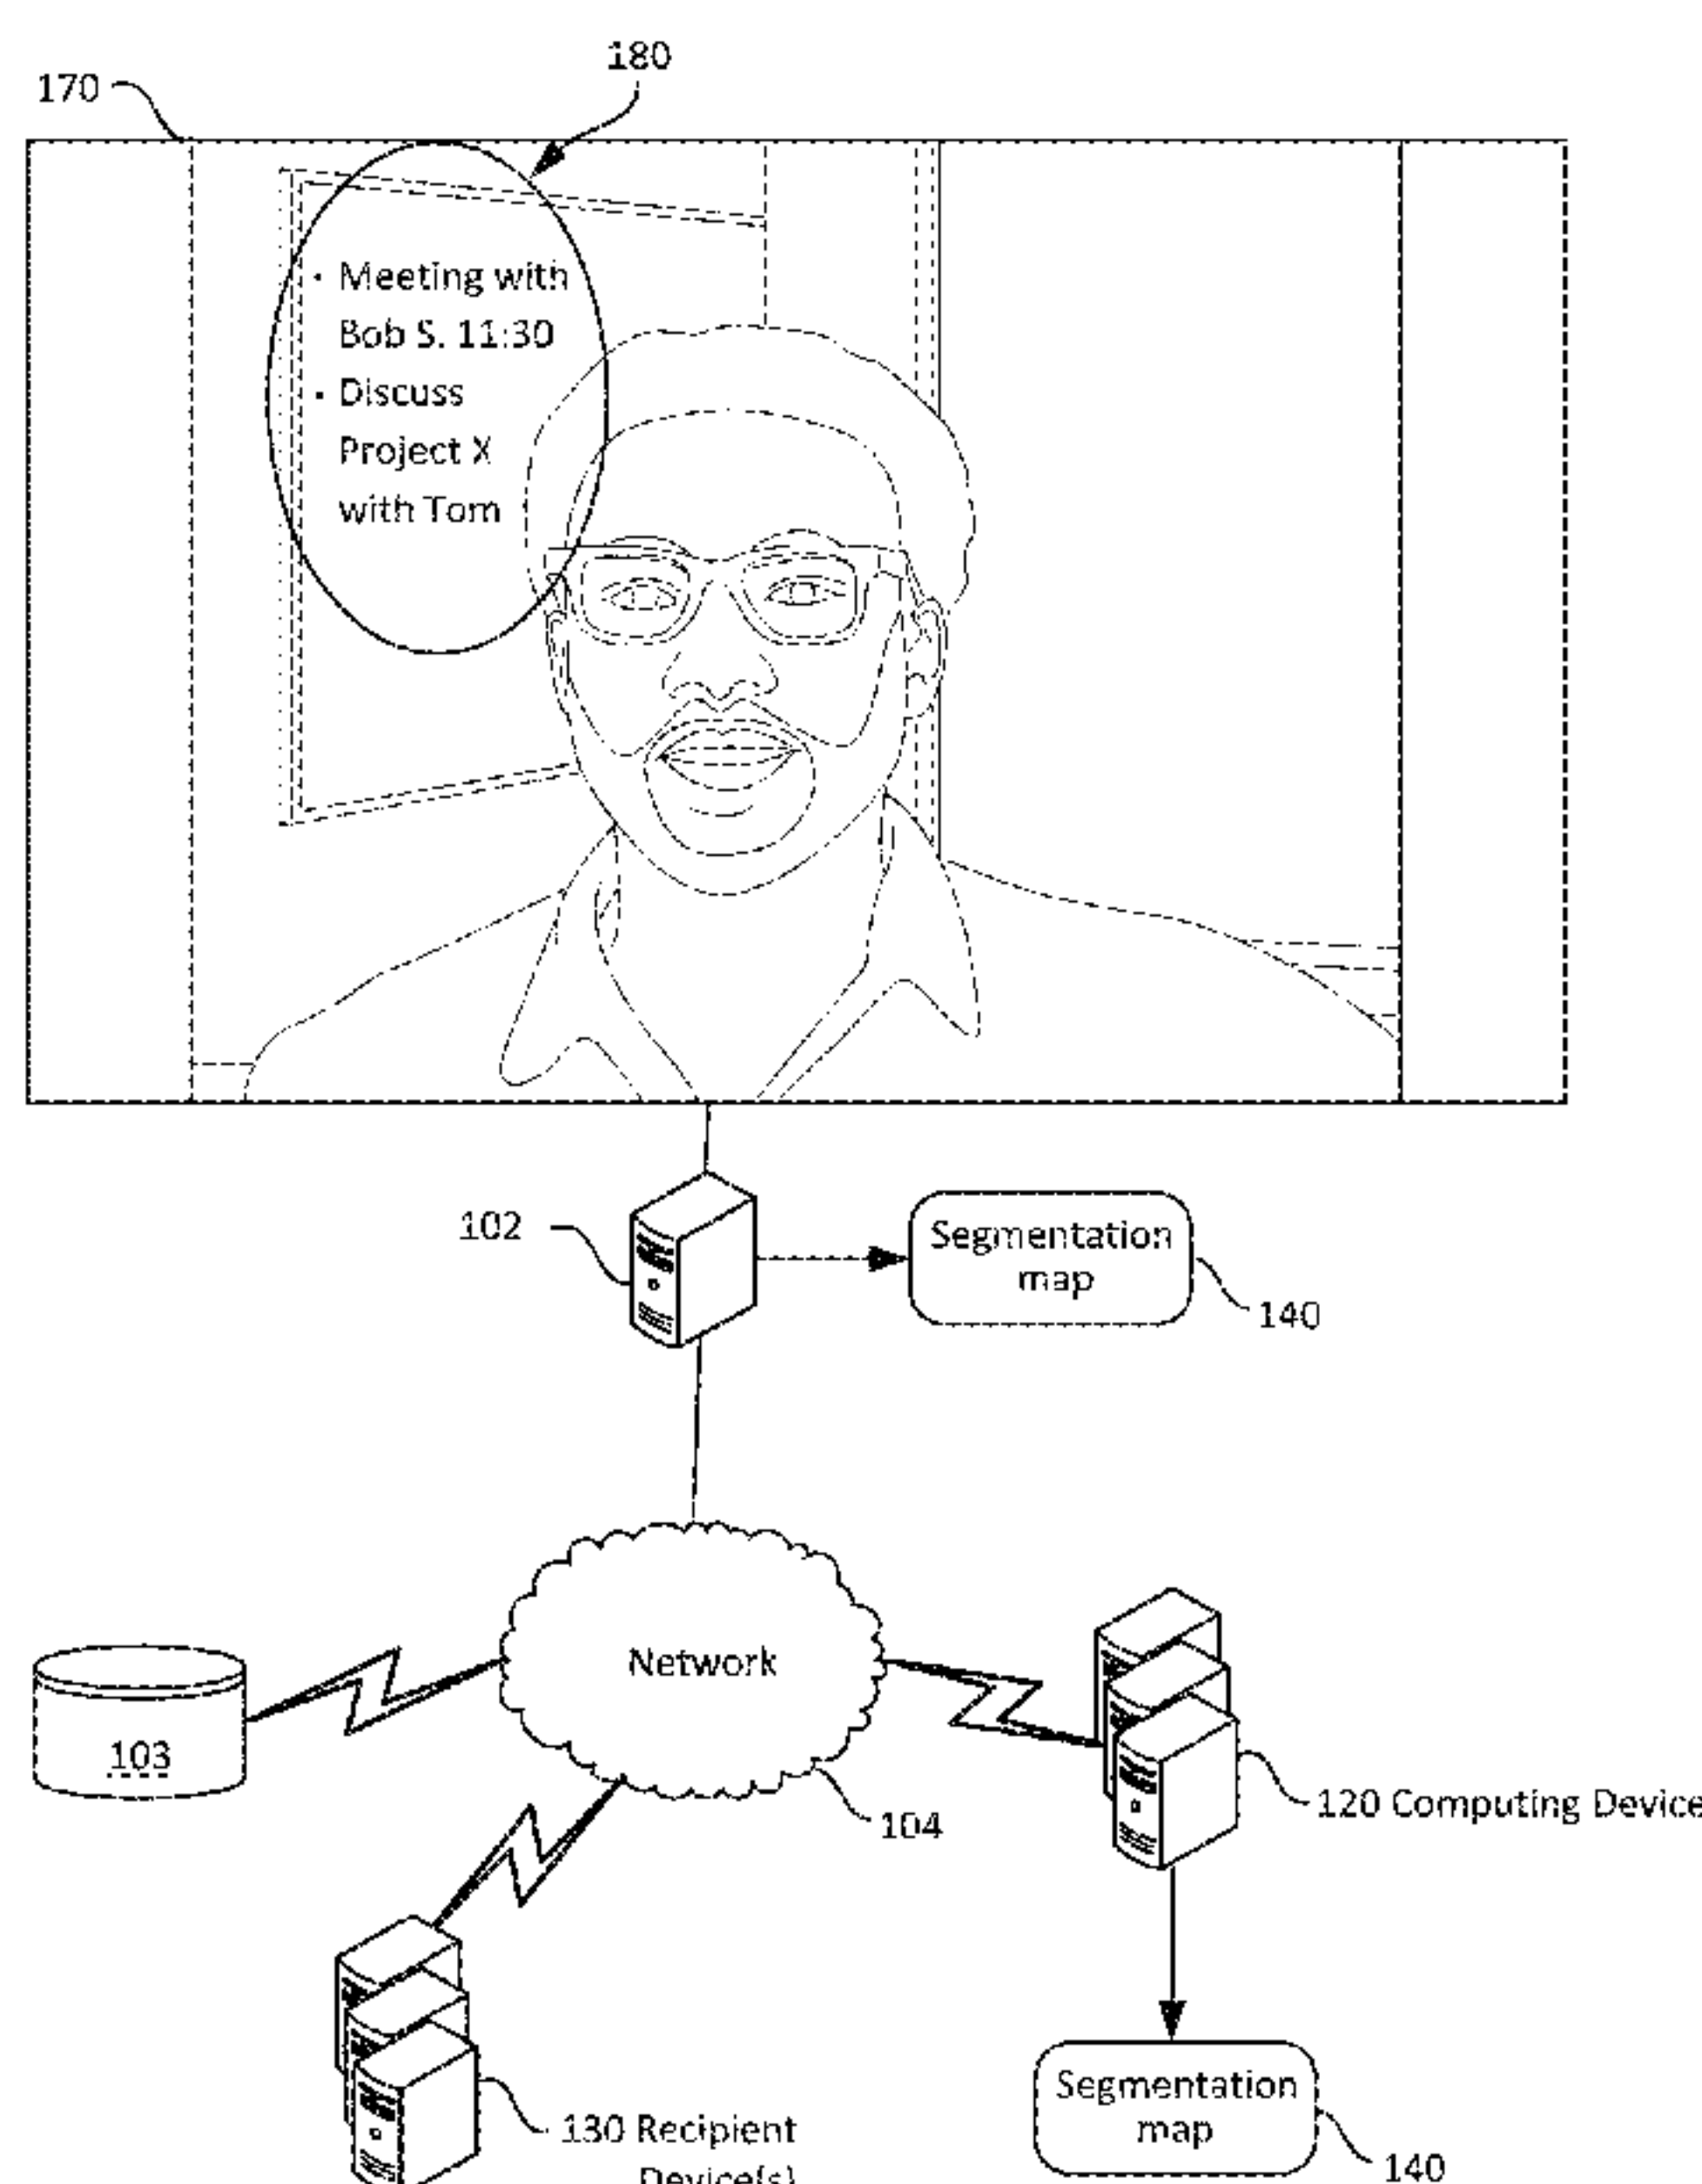 180
170
· Meeting with
Bob S. 11:30
· Discuss
Project X
with Tom
102
Segmentation
map
140
Network
103
104
120 Computing Device
130 Recipient
Device(s)
Segmentation
map
140